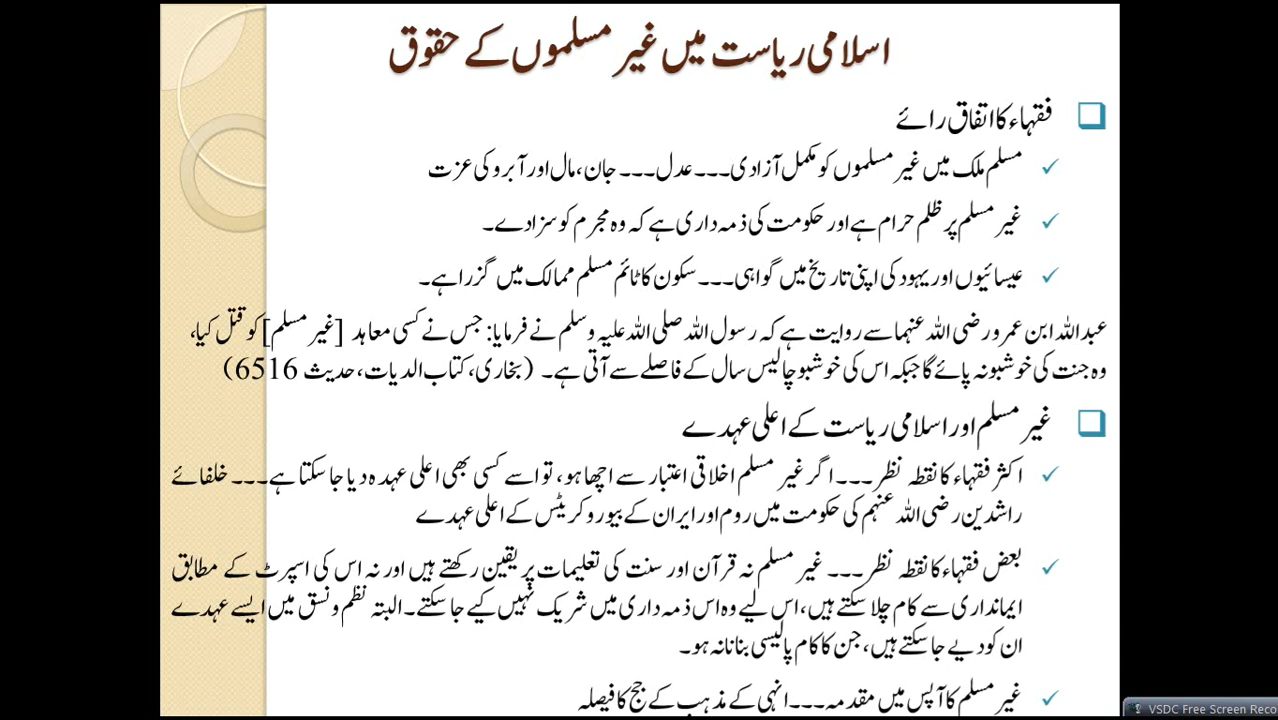 اسلامی ریاست میں غیر مسلموں کے حقوق
فقہاء کا اتفاق رائے
مسلم ملک میں غیر مسلموں کو مکمل آزادی۔۔۔ عدل۔۔۔ جان، مال اور آبرو کی عزت
غیر مسلم پر ظلم حرام ہے اور حکومت کی ذمہ داری ہے کہ وہ مجرم کو سزا دے۔
عیسائیوں اور یہود کی اپنی تاریخ میں گواہی۔۔۔ سکون کا ٹائم مسلم ممالک میں گزرا ہے۔
عبداللہ ابن عمرو رضی اللہ عنہما سے روایت ہے کہ رسول اللہ صلی اللہ علیہ وسلم نے فرمایا: جس نے کسی معاہد [غیر مسلم] کو قتل کیا،
وہ جنت کی خوشبو نہ پائے گا جبکہ اس کی خوشبو چالیس سال کے فاصلے سے آتی ہے۔ (بخاری، کتاب الدیات، حدیث 6516)
غیر مسلم اور اسلامی ریاست کے اعلی عہدے
اکثر فقہاء کا نقطہ نظر۔۔۔ اگر غیر مسلم اخلاقی اعتبار سے اچھا ہو، تو اسے کسی بھی اعلی عہدہ دیا جا سکتا ہے۔۔۔ خلفائے
راشدین رضی اللہ عنہم کی حکومت میں روم اور ایران کے بیوروکریٹس کے اعلی عہدے
بعض فقہاء کا نقطہ نظر۔۔۔ غیر مسلم نہ قرآن اور سنت کی تعلیمات پر یقین رکھتے ہیں اور نہ اس کی اسپرٹ کے مطابق
ایمانداری سے کام چلا سکتے ہیں، اس لیے وہ اس ذمہ داری میں شریک نہیں کیے جا سکتے۔ البتہ نظم و نسق میں ایسے عہدے
ان کو دیے جا سکتے ہیں، جن کا کام پالیسی بنانا نہ ہو۔
غیر مسلم کا آپس میں مقدمہ۔۔۔ انہی کے مذہب کے جج کا فیصلہ
VSDC Free Screen Reco